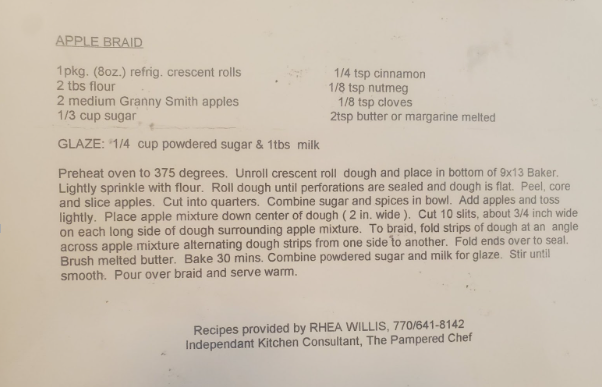 APPLE BRAID
1pkg. (8oz.) refrig. crescent rolls
2 tbs flour
2 medium Granny Smith apples
1/3 cup sugar
1/4 tsp cinnamon
1/8 tsp nutmeg
1/8 tsp cloves
2tsp butter or margarine melted
GLAZE: 1/4 cup powdered sugar & 1tbs milk
Preheat oven to 375 degrees. Unroll crescent roll dough and place in bottom of 9x13 Baker.
Lightly sprinkle with flour. Roll dough until perforations are sealed and dough is flat. Peel, core
and slice apples. Cut into quarters. Combine sugar and spices in bowl. Add apples and toss
lightly. Place apple mixture down center of dough ( 2 in. wide ). Cut 10 slits, about 3/4 inch wide
on each long side of dough surrounding apple mixture. To braid, fold strips of dough at an angle
across apple mixture alternating dough strips from one side to another. Fold ends over to seal.
Brush melted butter. Bake 30 mins. Combine powdered sugar and milk for glaze. Stir until
smooth. Pour over braid and serve warm.
Recipes provided by RHEA WILLIS, 770/641-8142
Independant Kitchen Consultant, The Pampered Chef